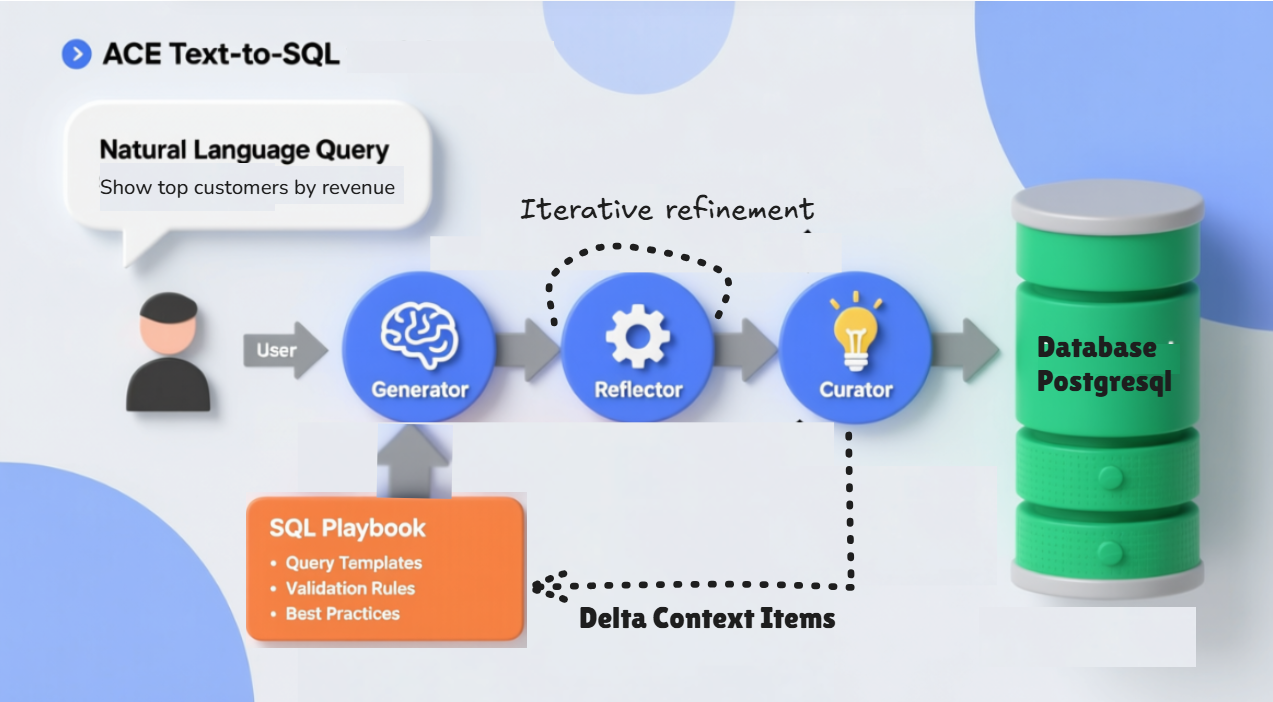 ACE Text-to-SQL
Natural Language Query
Show top customers by revenue
Iterative refinement
User
Generator
Reflector
Curator
Database
Postgresql
SQL Playbook
• Query Templates
• Validation Rules
• Best Practices
Delta Context Items